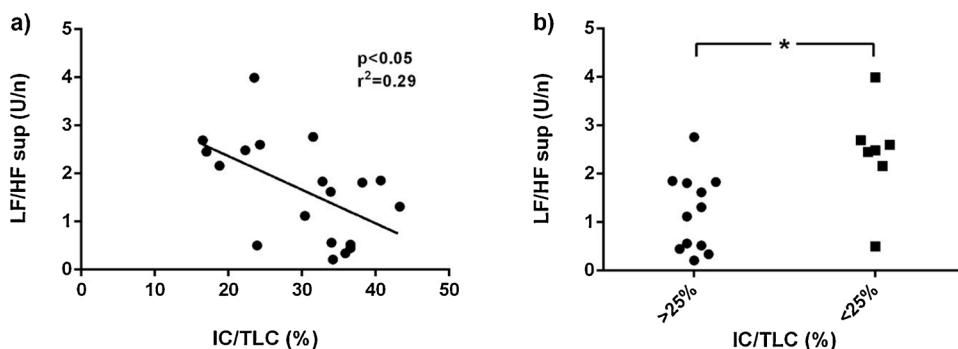 a)
LF/HF sup (U/n)
5
4
3
2
1
0
p<0.05
r²=0.29
0 10 20 30 40 50
IC/TLC (%)
b)
LF/HF sup (U/n)
5
4
3
2
1
0
*
>25% <25%
IC/TLC (%)